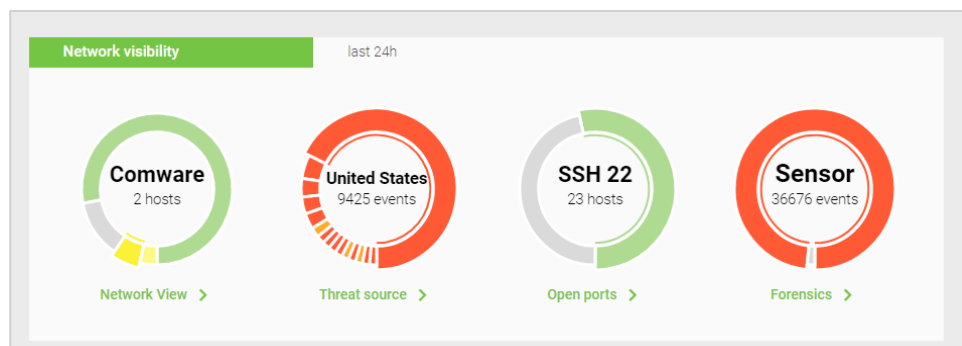 Network visibility
last 24h
Comware
2 hosts
Network View
United States
9425 events
Threat source
SSH 22
23 hosts
Open ports
Sensor
36676 events
Forensics